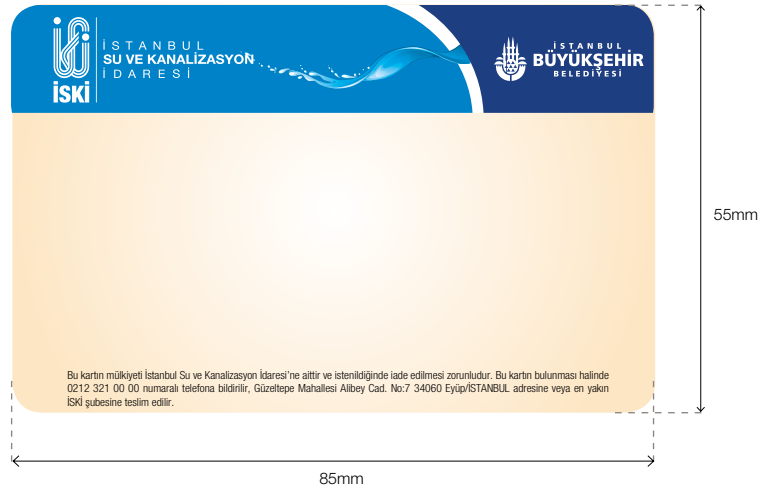 İSKİ
İSTANBUL
SU VE KANALİZASYON
İDARESİ
İSTANBUL
BÜYÜKŞEHİR
BELEDİYESİ
55mm
Bu kartın mülkiyeti İstanbul Su ve Kanalizasyon İdaresi'ne aittir ve istenildiğinde iade edilmesi zorunludur. Bu kartın bulunması halinde
0212 321 00 00 numaralı telefona bildirilir, Güzeltepe Mahallesi Alibey Cad. No:7 34060 Eyüp/İSTANBUL adresine veya en yakın
İSKİ şubesine teslim edilir.
85mm